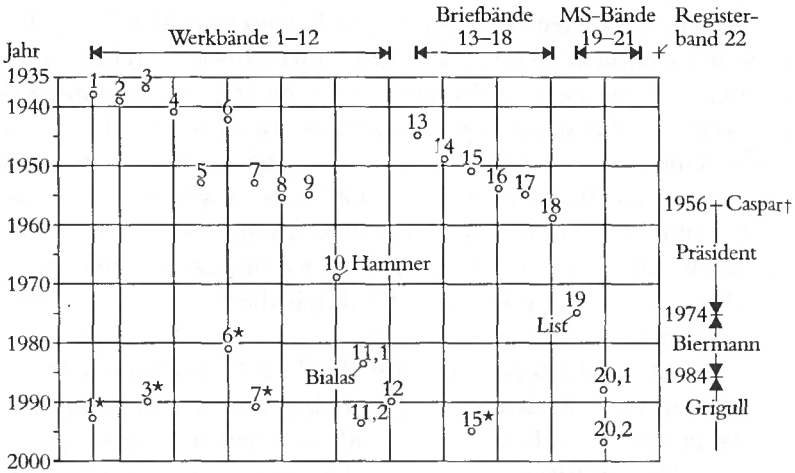 Briefbände MS-Bände Register-
Jahr Werkbände 1–12 13–18 19–21 band 22
1935 1 2 3
1940 4 6
13
14
1950 5 7 8 9 15 16 17
18 1956 Caspar†
1960
Präsident
10 Hammer
1970
19
List 1974
1980 6* 11,1 Biermann
Bialas
3* 7* 12 20,1 1984
1990
1* 11,2 15* Grigull
20,2
2000